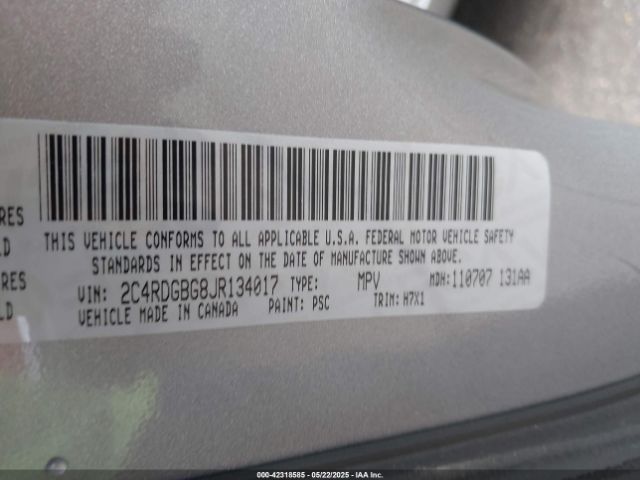 RES
LD
RES
LD
THIS VEHICLE CONFORMS TO ALL APPLICABLE U.S.A. FEDERAL MOTOR VEHICLE SAFETY
STANDARDS IN EFFECT ON THE DATE OF MANUFACTURE SHOWN ABOVE.
VIN: 2C4RDGBG8JR134017 TYPE: MPV MDH:110707 131AA
VEHICLE MADE IN CANADA PAINT: PSC TRIM: H7X1
000-42318585 - 05/22/2025 - IAA Inc.